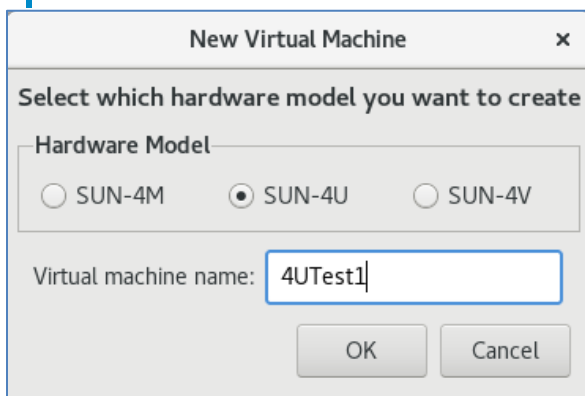 New Virtual Machine ×
Select which hardware model you want to create
Hardware Model
SUN-4M SUN-4U SUN-4V
Virtual machine name: 4UTest1
OK Cancel